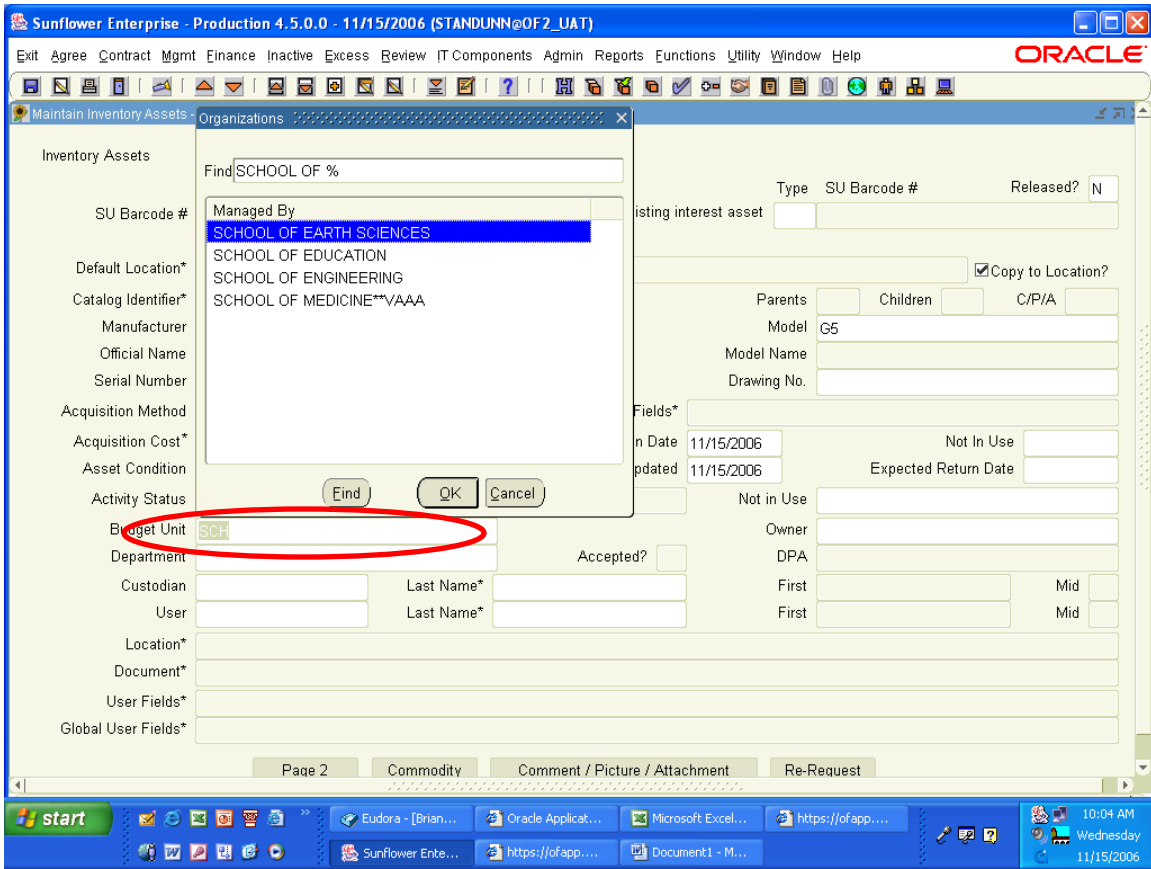 Sunflower Enterprise - Production 4.5.0.0 - 11/15/2006 (STANDUNN@OF2_UAT)
Exit Agree Contract Mgmt Finance Inactive Excess Review IT Components Admin Reports Functions Utility Window Help ORACLE
Maintain Inventory Assets -
Organizations
Inventory Assets
Find SCHOOL OF %
Type SU Barcode # Released? N
SU Barcode # Managed By isting interest asset
SCHOOL OF EARTH SCIENCES
SCHOOL OF EDUCATION
SCHOOL OF ENGINEERING
SCHOOL OF MEDICINE**VAAA
Default Location* Copy to Location?
Catalog Identifier* Parents Children C/P/A
Manufacturer Model G5
Official Name Model Name
Serial Number Drawing No.
Acquisition Method Fields*
Acquisition Cost* n Date 11/15/2006 Not In Use
Asset Condition pdated 11/15/2006 Expected Return Date
Find OK Cancel
Activity Status Not in Use
Budget Unit SCH Owner
Department Accepted? DPA
Custodian Last Name* First Mid
User Last Name* First Mid
Location*
Document*
User Fields*
Global User Fields*
Page 2 Commodity Comment / Picture / Attachment Re-Request
start Eudora - [Brian... Oracle Applicat... Microsoft Excel... https://ofapp.... 10:04 AM
Wednesday
Sunflower Ente... https://ofapp.... Document1 - M... 11/15/2006